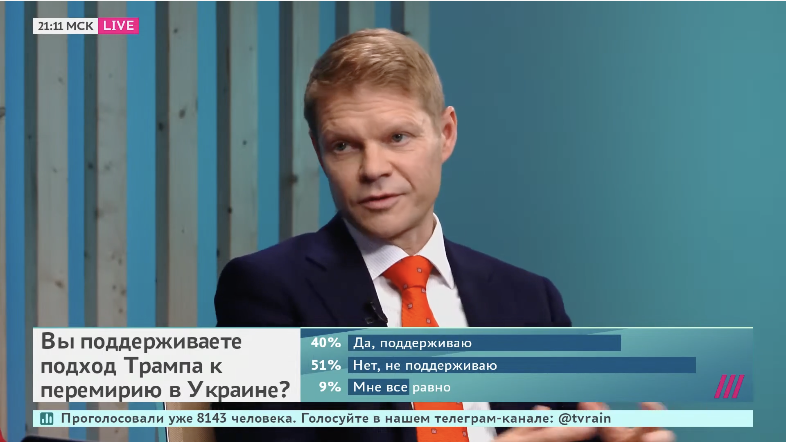 21:11 МСК LIVE
Вы поддерживаете
подход Трампа к
перемирию в Украине?
40% Да, поддерживаю
51% Нет, не поддерживаю
9% Мне все равно
Проголосовали уже 8143 человека. Голосуйте в нашем телеграм-канале: @tvrain